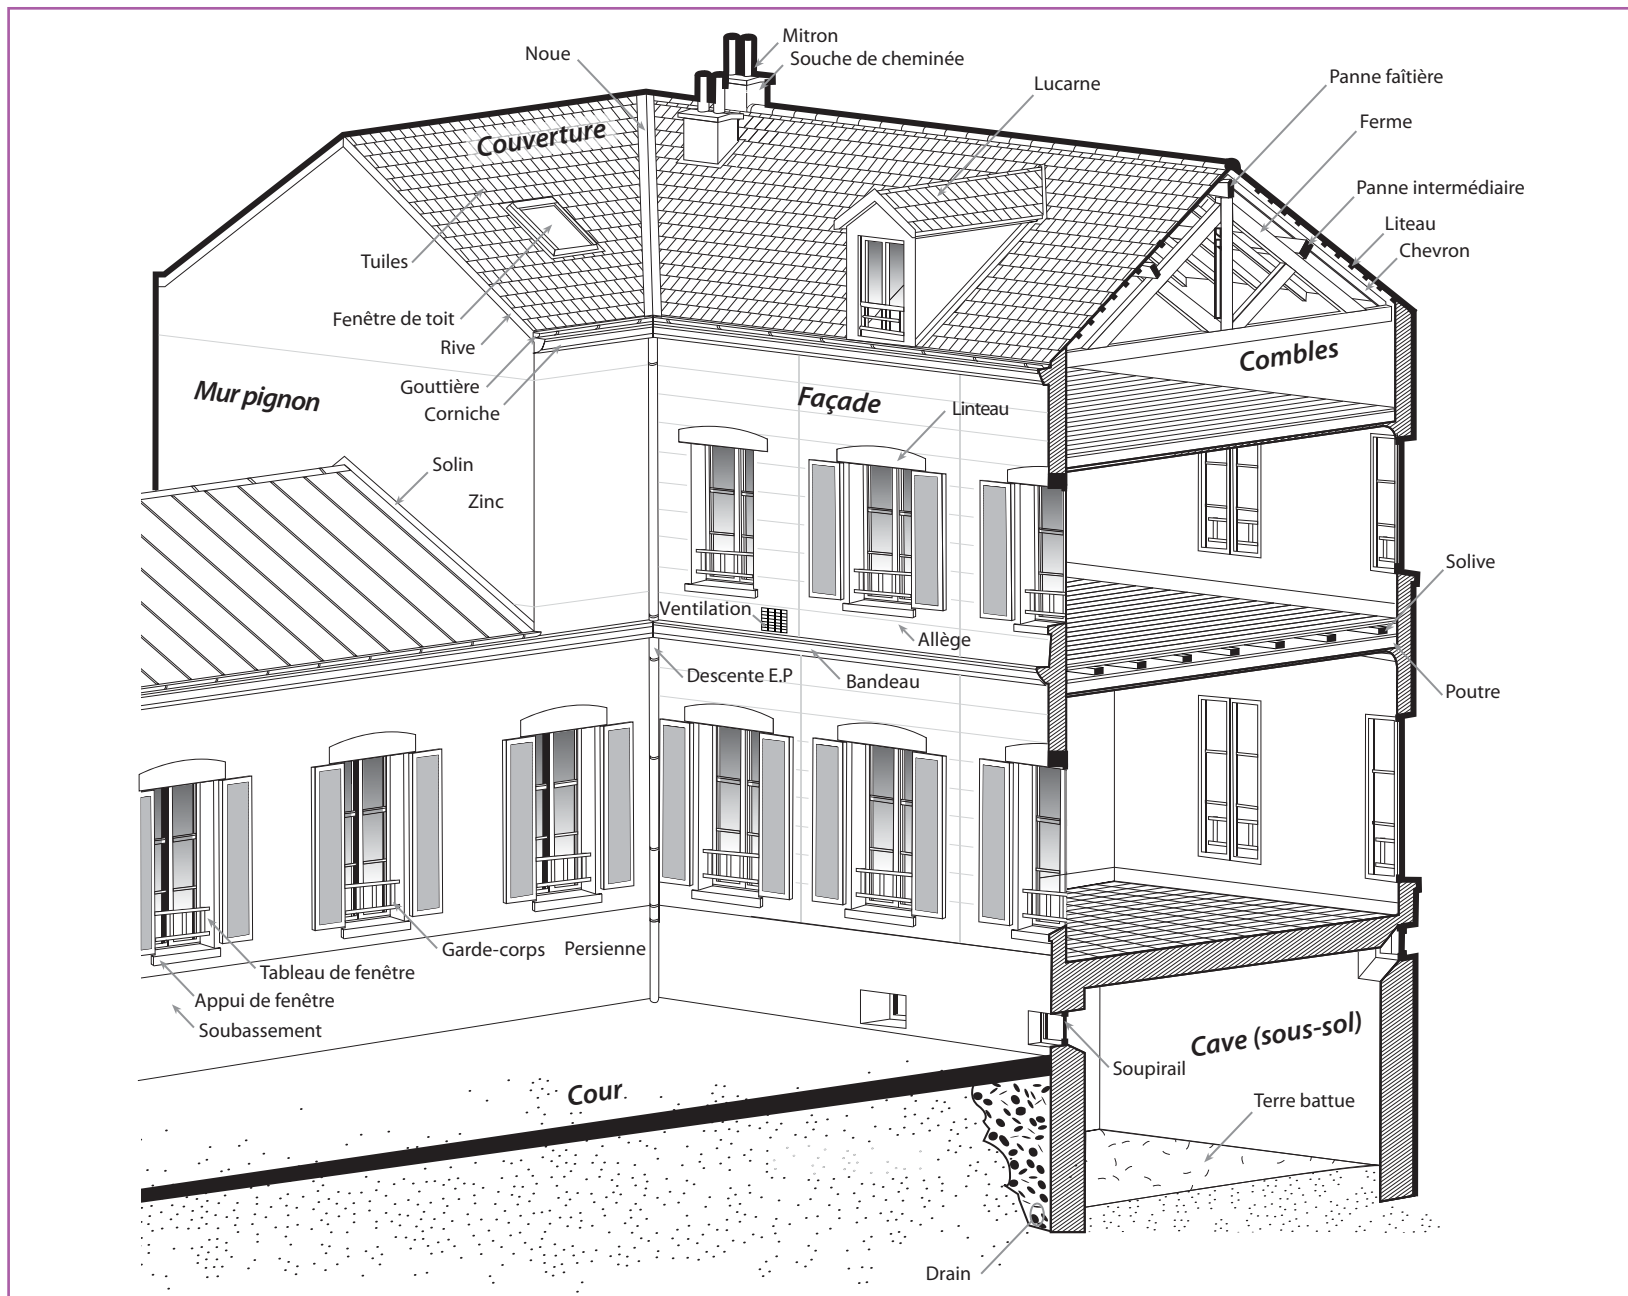 Mitron
Noue
Souche de cheminée
Lucarne
Panne faîtière
Ferme
Couverture
Panne intermédiaire
Liteau
Chevron
Tuiles
Fenêtre de toit
Rive
Combles
Gouttière
Mur pignon
Façade
Corniche
Linteau
Solin
Zinc
Solive
Ventilation
Allège
Descente E.P
Bandeau
Poutre
Garde-corps
Persienne
Tableau de fenêtre
Appui de fenêtre
Soubassement
Cave (sous-sol)
Soupirail
Cour
Terre battue
Drain